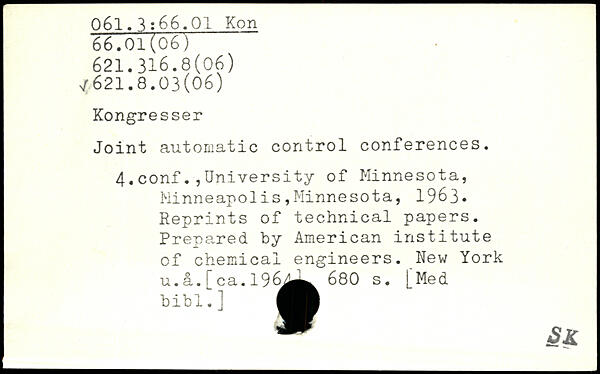 061.3:66.01 Kon
66.01(06)
621.316.8(06)
✓621.8.03(06)
Kongresser
Joint automatic control conferences.
4.conf.,University of Minnesota,
Minneapolis,Minnesota, 1963.
Reprints of technical papers.
Prepared by American institute
of chemical engineers. New York
u.å.[ca.1964] 680 s. [Med
bibl.]
SK